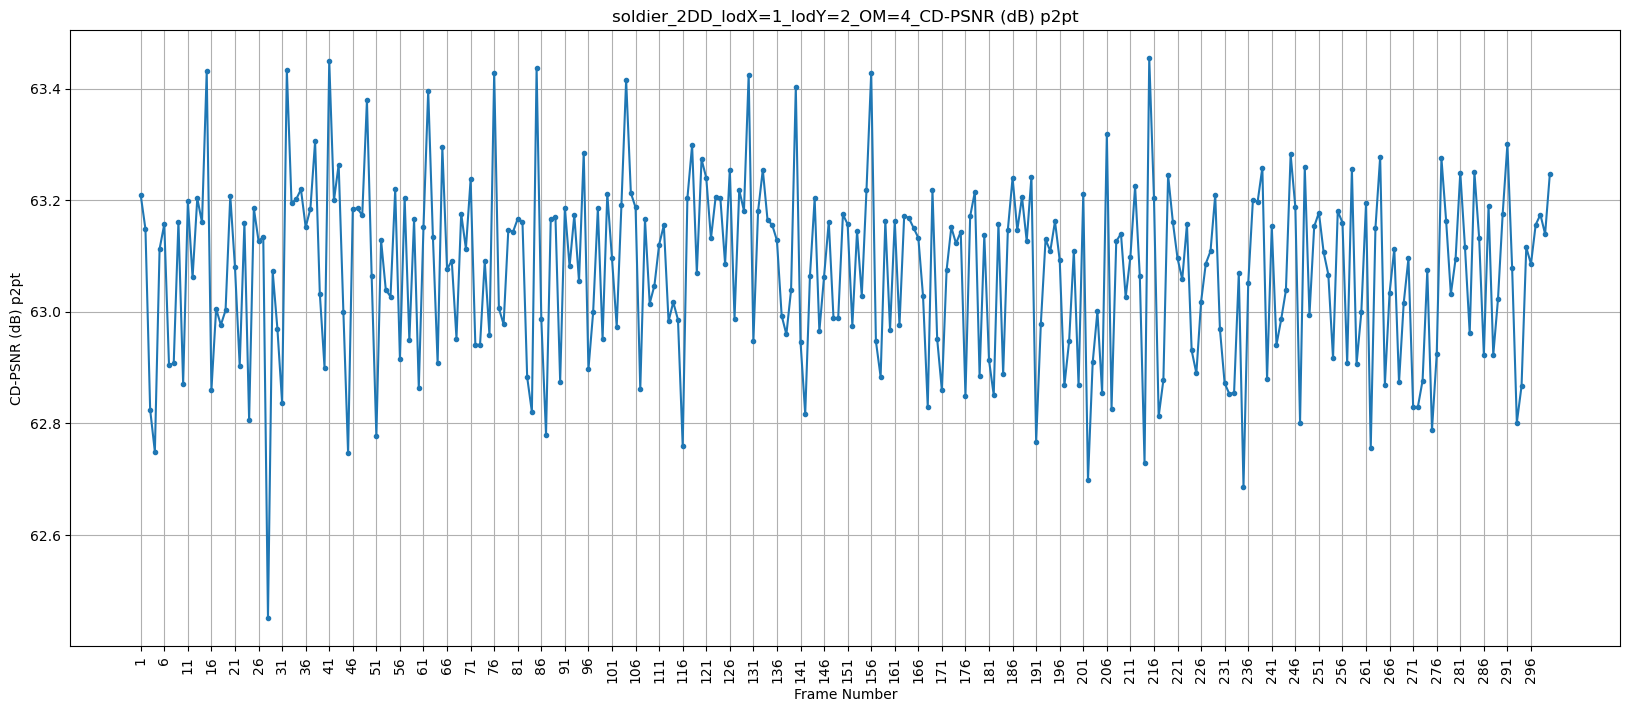 soldier_2DD_lodX=1_lodY=2_OM=4_CD-PSNR (dB) p2pt
CD-PSNR (dB) p2pt
63.4
63.2
63.0
62.8
62.6
1 6 11 16 21 26 31 36 41 46 51 56 61 66 71 76 81 86 91 96 101 106 111 116 121 126 131 136 141 146 151 156 161 166 171 176 181 186 191 196 201 206 211 216 221 226 231 236 241 246 251 256 261 266 271 276 281 286 291 296
Frame Number